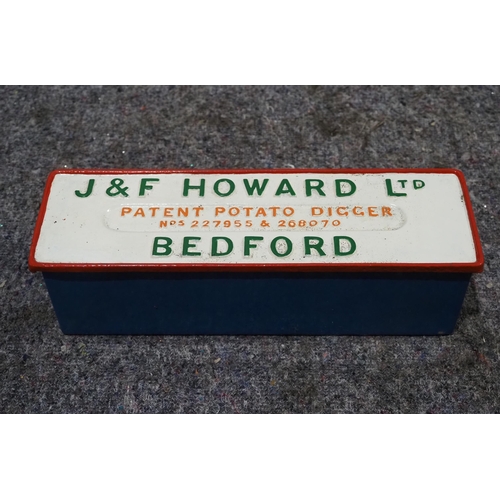 J & F HOWARD LTD
PATENT POTATO DIGGER
NOS 227955 & 268070
BEDFORD